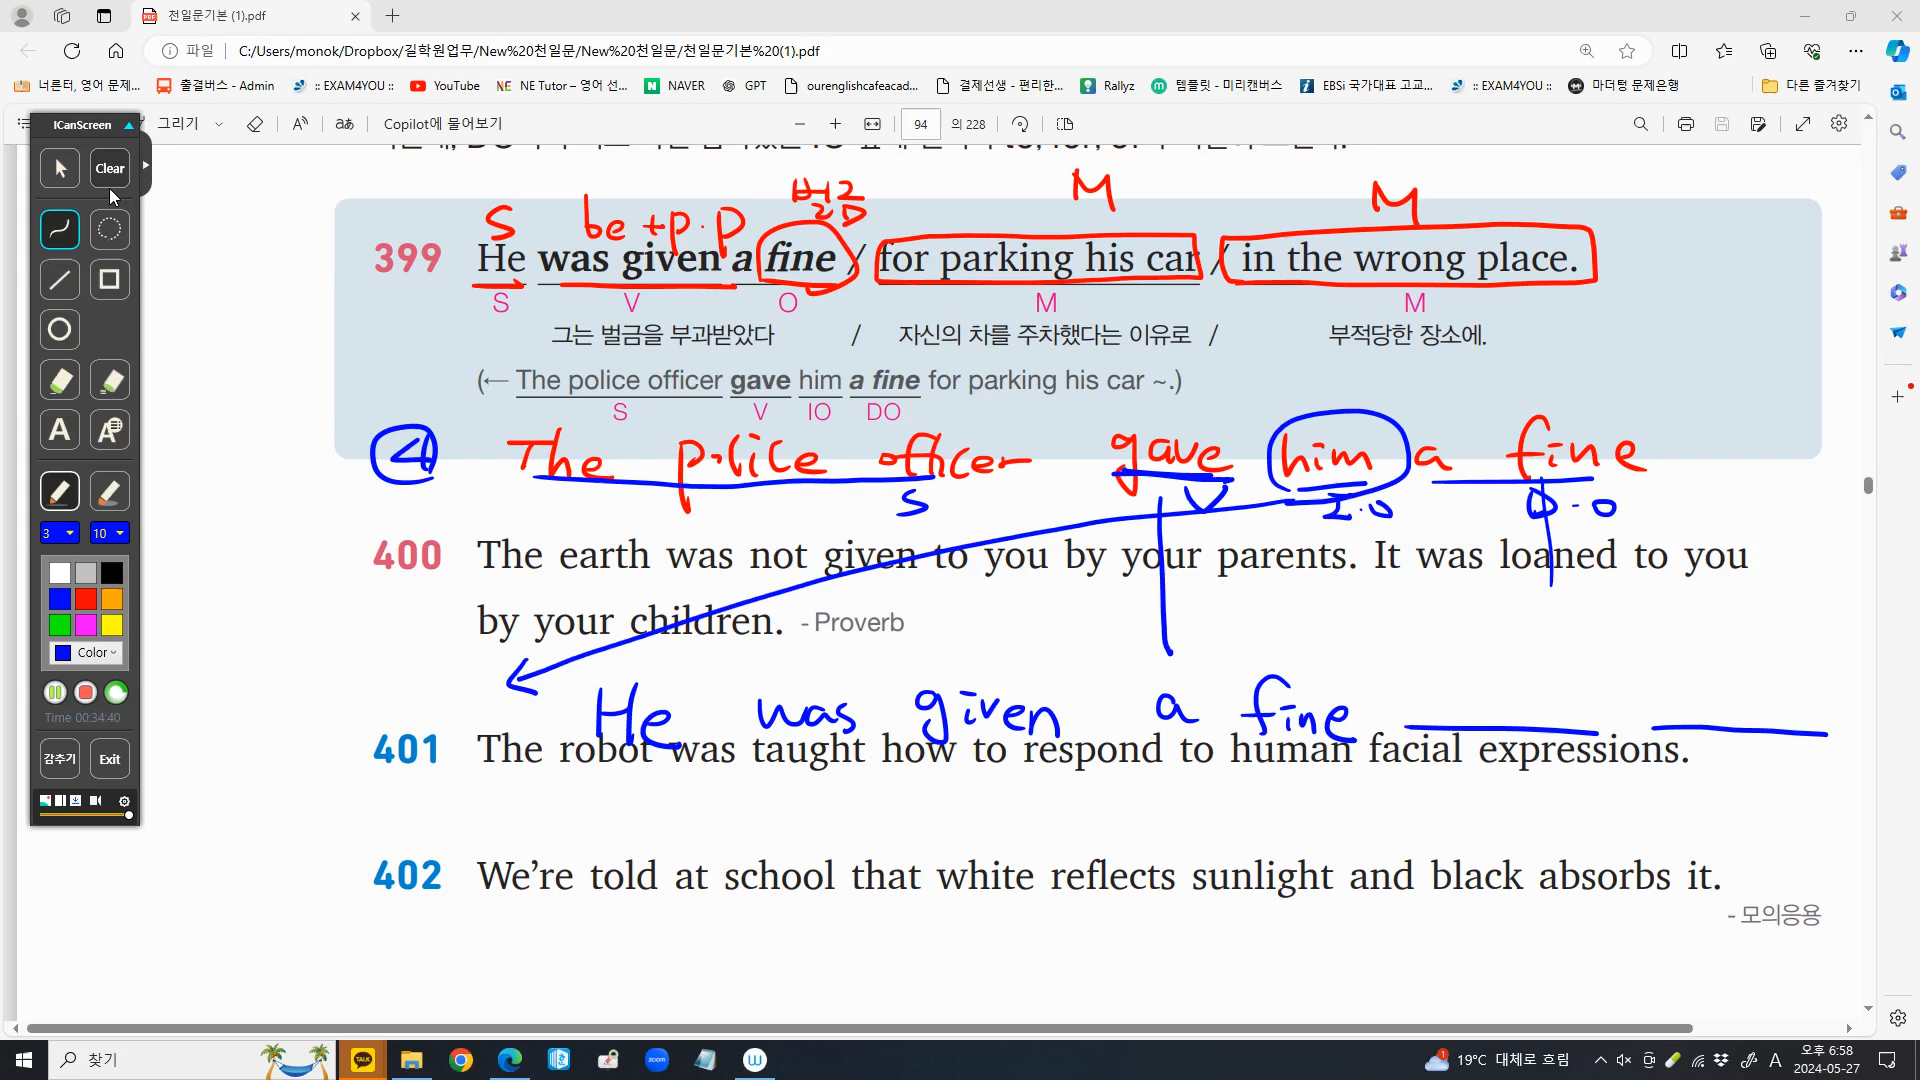 천일문기본 (1).pdf
파일 C:/Users/monok/Dropbox/길학원업무/New%20천일문/New%20천일문/천일문기본%20(1).pdf
너른터, 영어 문제... 출결버스 - Admin :: EXAM4YOU :: YouTube NE Tutor – 영어 선... NAVER GPT ourenglishcafeacad... 결제선생 - 편리한... Rallyz 템플릿 - 미리캔버스 EBSi 국가대표 고교... :: EXAM4YOU :: 마더텅 문제은행 다른 즐겨찾기
그리기 Copilot에 물어보기 94 의 228
ICanScreen
Clear
S be + p.p M M
399 He was given a fine / for parking his car / in the wrong place.
S V O M M
그는 벌금을 부과받았다 / 자신의 차를 주차했다는 이유로 / 부적당한 장소에.
(← The police officer gave him a fine for parking his car ~.)
S V IO DO
4 The police officer gave him a fine
S V I.O D.O
400 The earth was not given to you by your parents. It was loaned to you
by your children. - Proverb
He was given a fine
401 The robot was taught how to respond to human facial expressions.
402 We're told at school that white reflects sunlight and black absorbs it.
- 모의응용
3 10
Color
Time 00:34:40
감추기 Exit
찾기
19°C 대체로 흐림 A 오후 6:58
2024-05-27